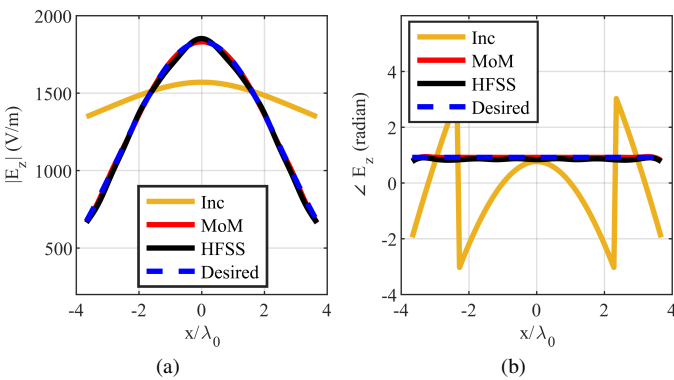 2000
1500
1000
500
|E_z| (V/m)
Inc
MoM
HFSS
Desired
-4 -2 0 2 4
x/λ_0
(a)
Inc
MoM
HFSS
Desired
4
2
0
-2
-4
∠ E_z (radian)
-4 -2 0 2 4
x/λ_0
(b)